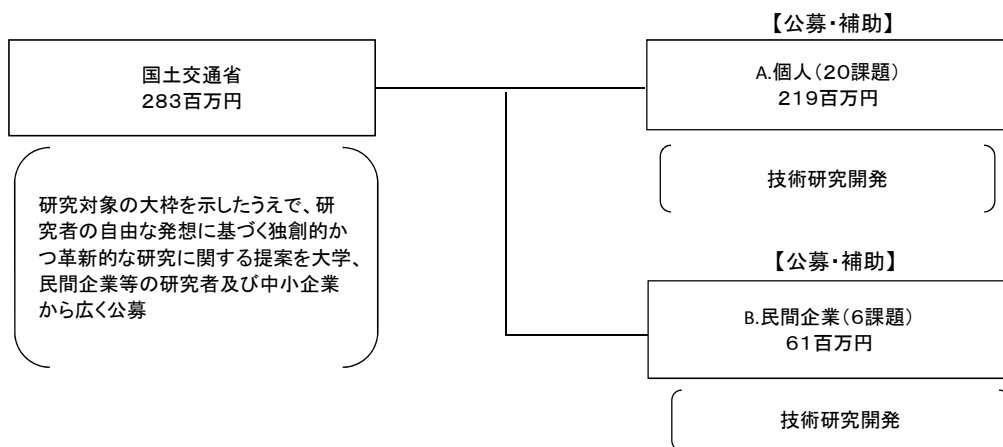 国土交通省
283百万円
研究対象の大枠を示したうえで、研
究者の自由な発想に基づく独創的か
つ革新的な研究に関する提案を大学、
民間企業等の研究者及び中小企業
から広く公募
【公募・補助】
A.個人(20課題)
219百万円
技術研究開発
【公募・補助】
B.民間企業(6課題)
61百万円
技術研究開発